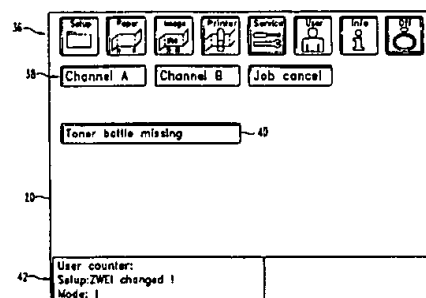 36
Setup Paper Image Printer Service User Info Off
38
Channel A Channel B Job cancel
Toner bottle missing 40
20
User counter:
42
Setup:ZWEI changed !
Mode: I